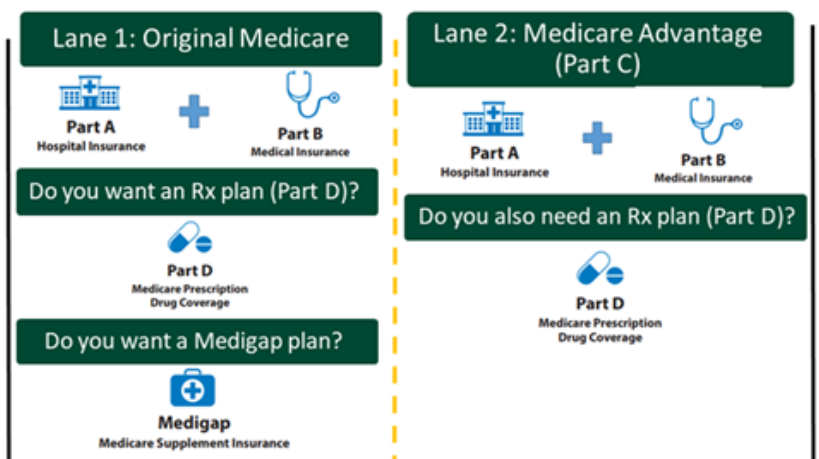 Lane 1: Original Medicare
Part A
Hospital Insurance
Part B
Medical Insurance
Do you want an Rx plan (Part D)?
Part D
Medicare Prescription
Drug Coverage
Do you want a Medigap plan?
Medigap
Medicare Supplement Insurance
Lane 2: Medicare Advantage
(Part C)
Part A
Hospital Insurance
Part B
Medical Insurance
Do you also need an Rx plan (Part D)?
Part D
Medicare Prescription
Drug Coverage